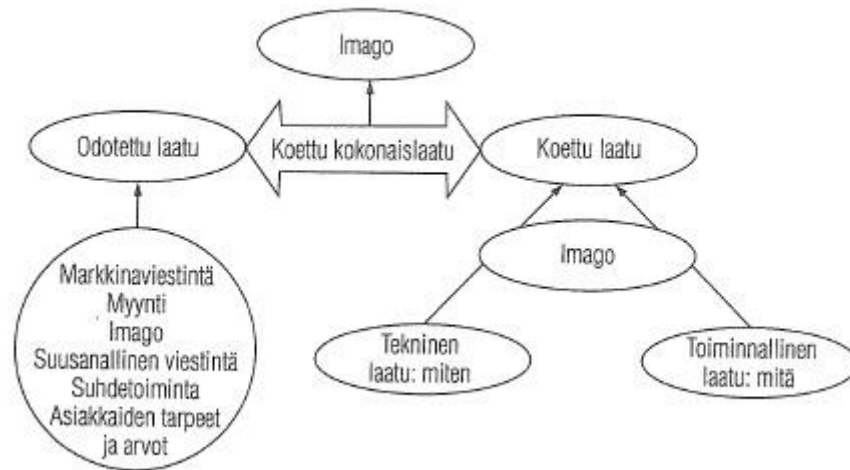 Imago
Odotettu laatu
Koettu kokonaislaatu
Koettu laatu
Markkinaviestintä
Myynti
Imago
Suusanallinen viestintä
Suhdetoiminta
Asiakkaiden tarpeet
ja arvot
Imago
Tekninen
laatu: miten
Toiminnallinen
laatu: mitä